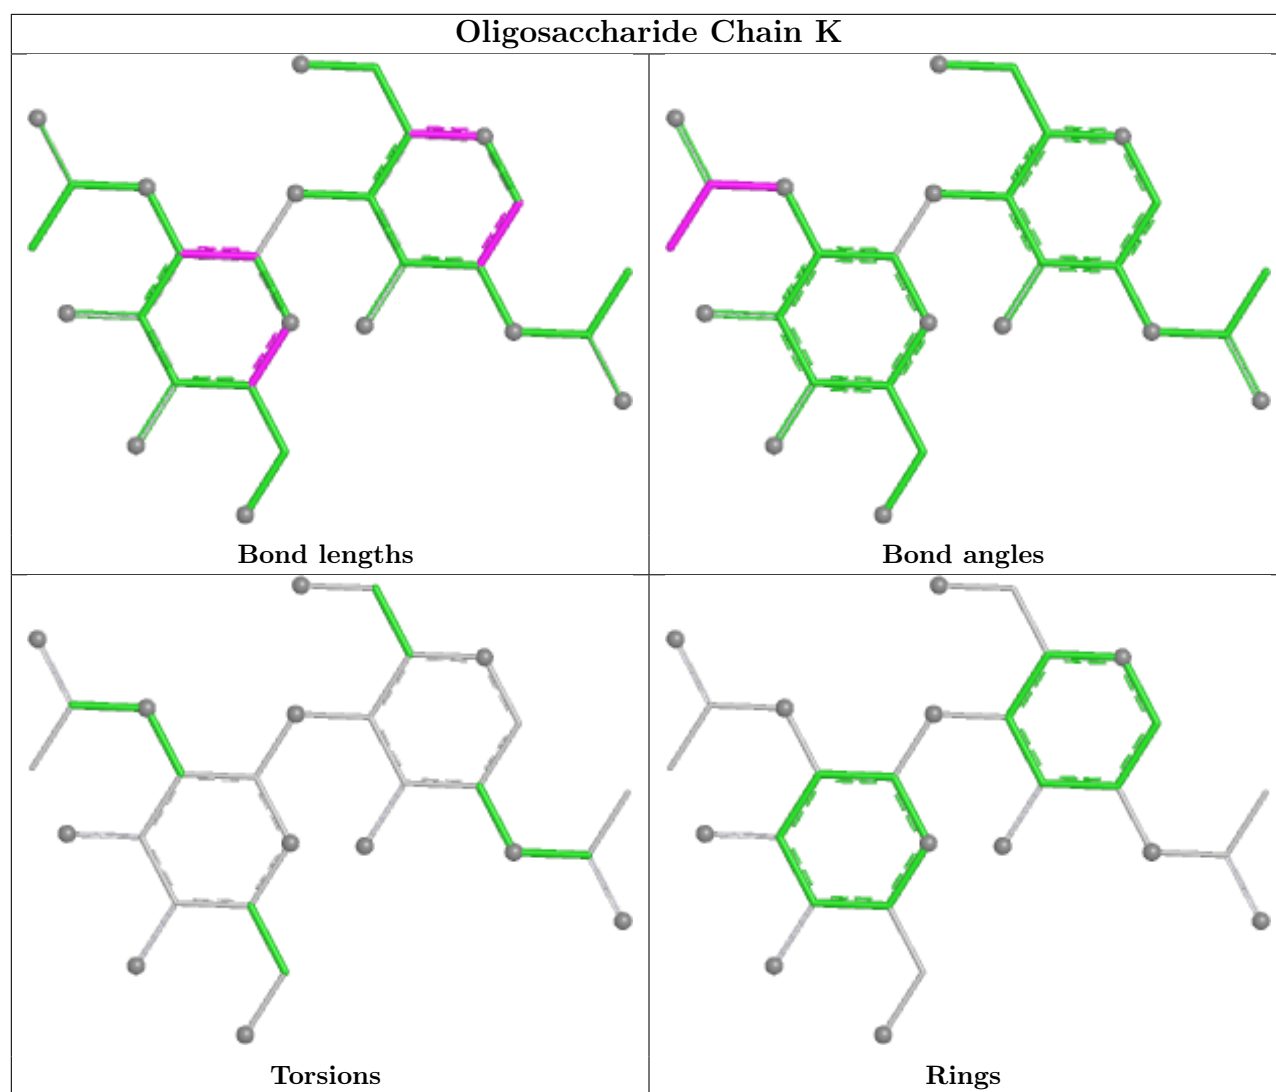 Oligosaccharide Chain K
Bond lengths
Bond angles
Torsions
Rings